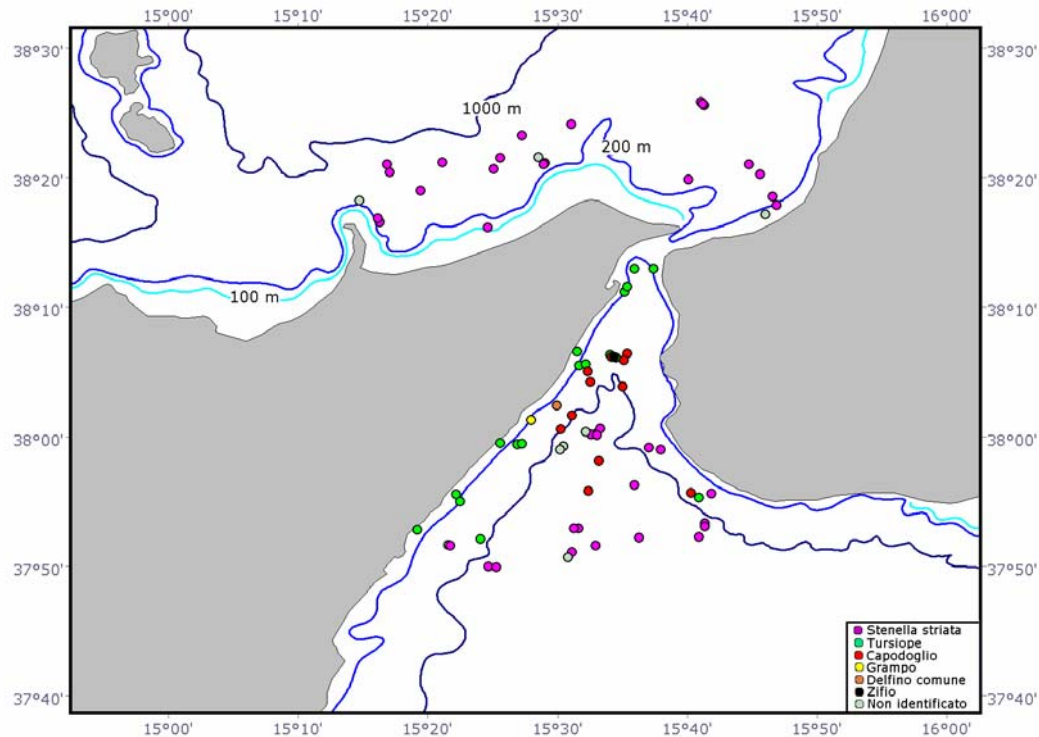 15°00' 15°10' 15°20' 15°30' 15°40' 15°50' 16°00'
38°30' 38°30'
1000 m
200 m
38°20' 38°20'
100 m
38°10' 38°10'
38°00' 38°00'
37°50' 37°50'
Stenella striata
Tursiope
Capodoglio
Grampo
Delfino comune
Zifio
Non identificato
37°40' 37°40'
15°00' 15°10' 15°20' 15°30' 15°40' 15°50' 16°00'